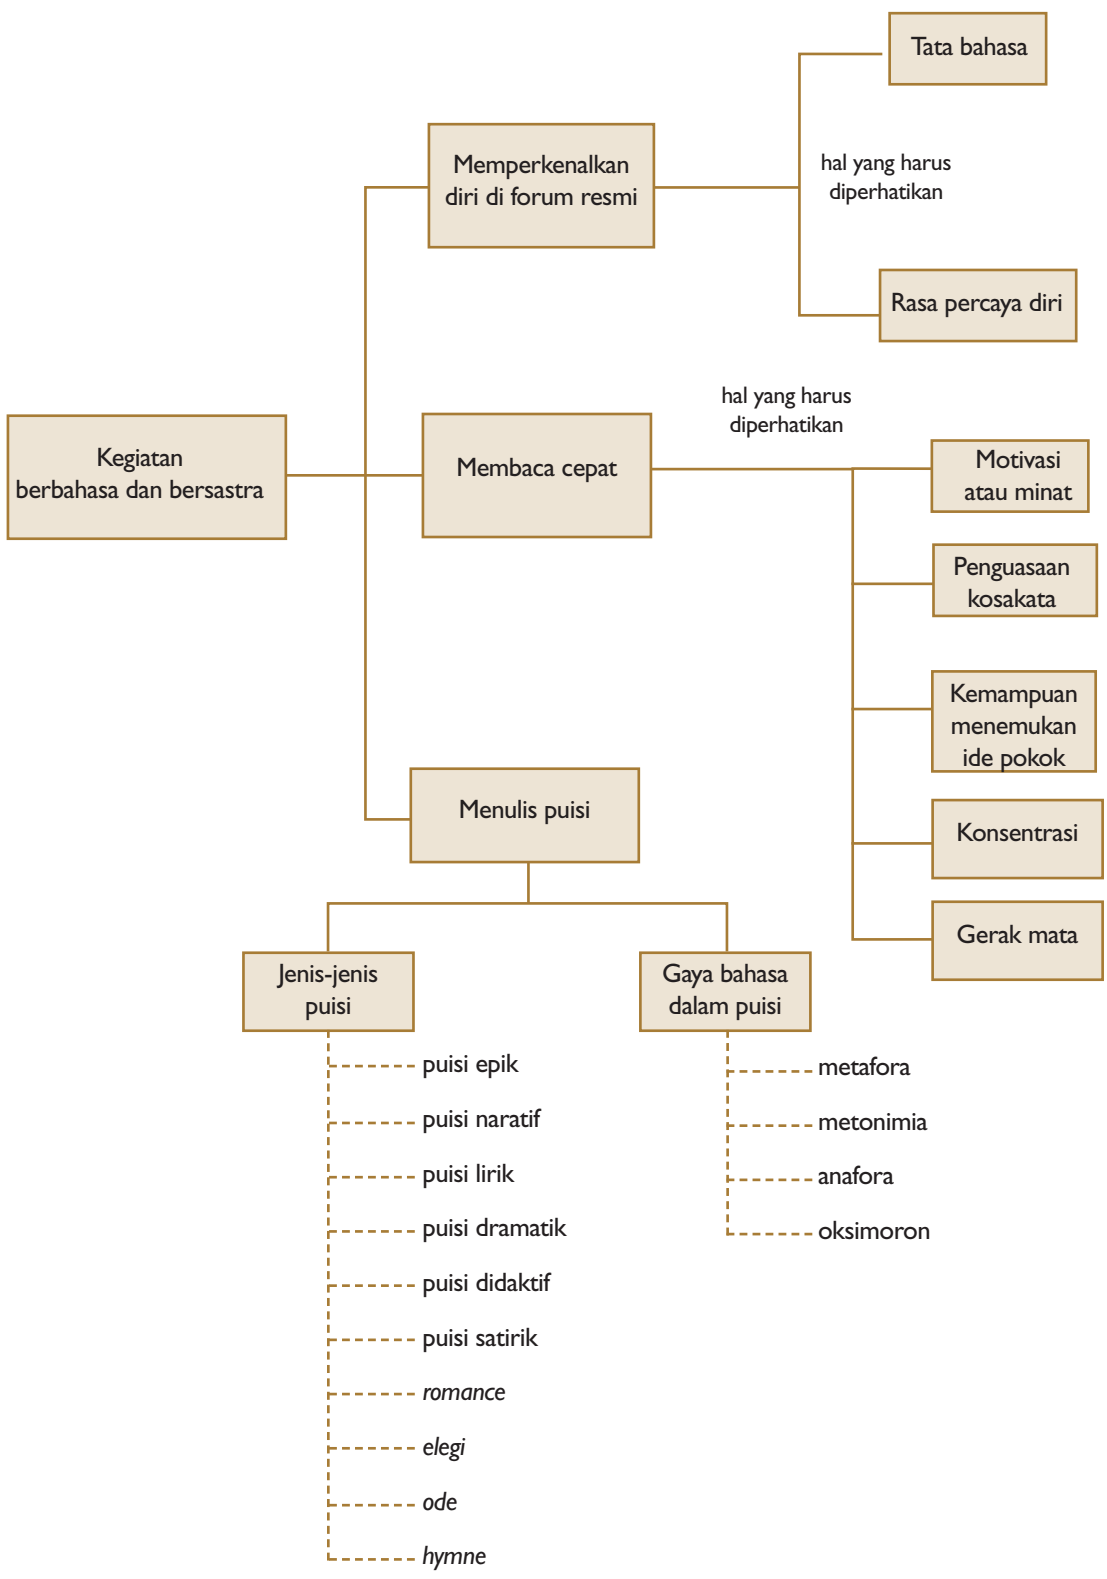 Tata bahasa
Memperkenalkan
diri di forum resmi
hal yang harus
diperhatikan
Rasa percaya diri
Kegiatan
berbahasa dan bersastra
Membaca cepat
hal yang harus
diperhatikan
Motivasi
atau minat
Penguasaan
kosakata
Kemampuan
menemukan
ide pokok
Konsentrasi
Gerak mata
Menulis puisi
Jenis-jenis
puisi
puisi epik
puisi naratif
puisi lirik
puisi dramatik
puisi didaktif
puisi satirik
romance
elegi
ode
hymne
Gaya bahasa
dalam puisi
metafora
metonimia
anafora
oksimoron